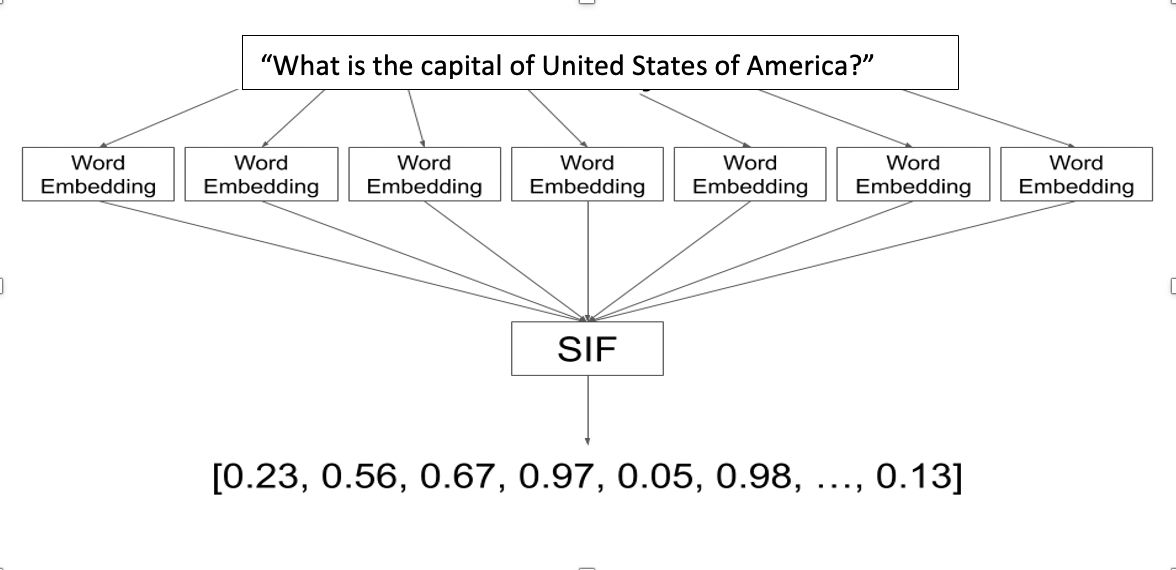 “What is the capital of United States of America?”
Word Embedding
Word Embedding
Word Embedding
Word Embedding
Word Embedding
Word Embedding
Word Embedding
SIF
[0.23, 0.56, 0.67, 0.97, 0.05, 0.98, ..., 0.13]